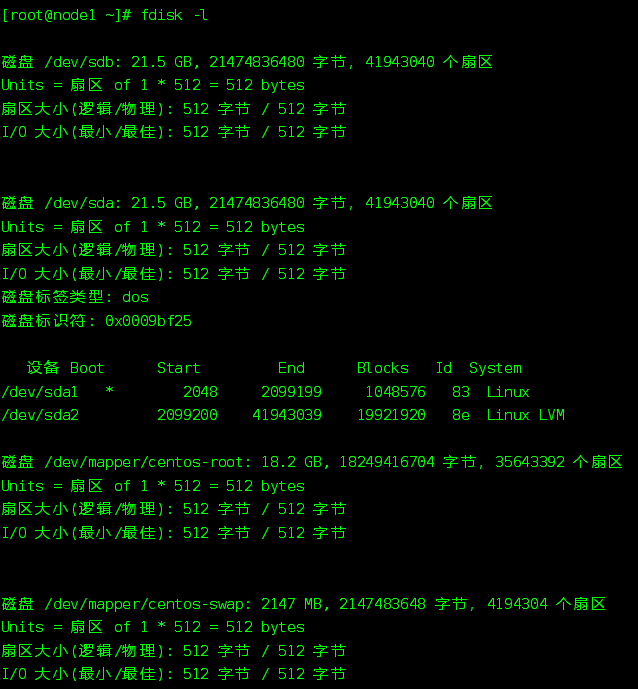 [root@node1 ~]# fdisk -l
磁盘 /dev/sdb: 21.5 GB, 21474836480 字节, 41943040 个扇区
Units = 扇区 of 1 * 512 = 512 bytes
扇区大小(逻辑/物理): 512 字节 / 512 字节
I/O 大小(最小/最佳): 512 字节 / 512 字节
磁盘 /dev/sda: 21.5 GB, 21474836480 字节, 41943040 个扇区
Units = 扇区 of 1 * 512 = 512 bytes
扇区大小(逻辑/物理): 512 字节 / 512 字节
I/O 大小(最小/最佳): 512 字节 / 512 字节
磁盘标签类型: dos
磁盘标识符: 0x0009bf25
设备 Boot Start End Blocks Id System
/dev/sda1 * 2048 2099199 1048576 83 Linux
/dev/sda2 2099200 41943039 19921920 8e Linux LVM
磁盘 /dev/mapper/centos-root: 18.2 GB, 18249416704 字节, 35643392 个扇区
Units = 扇区 of 1 * 512 = 512 bytes
扇区大小(逻辑/物理): 512 字节 / 512 字节
I/O 大小(最小/最佳): 512 字节 / 512 字节
磁盘 /dev/mapper/centos-swap: 2147 MB, 2147483648 字节, 4194304 个扇区
Units = 扇区 of 1 * 512 = 512 bytes
扇区大小(逻辑/物理): 512 字节 / 512 字节
I/O 大小(最小/最佳): 512 字节 / 512 字节